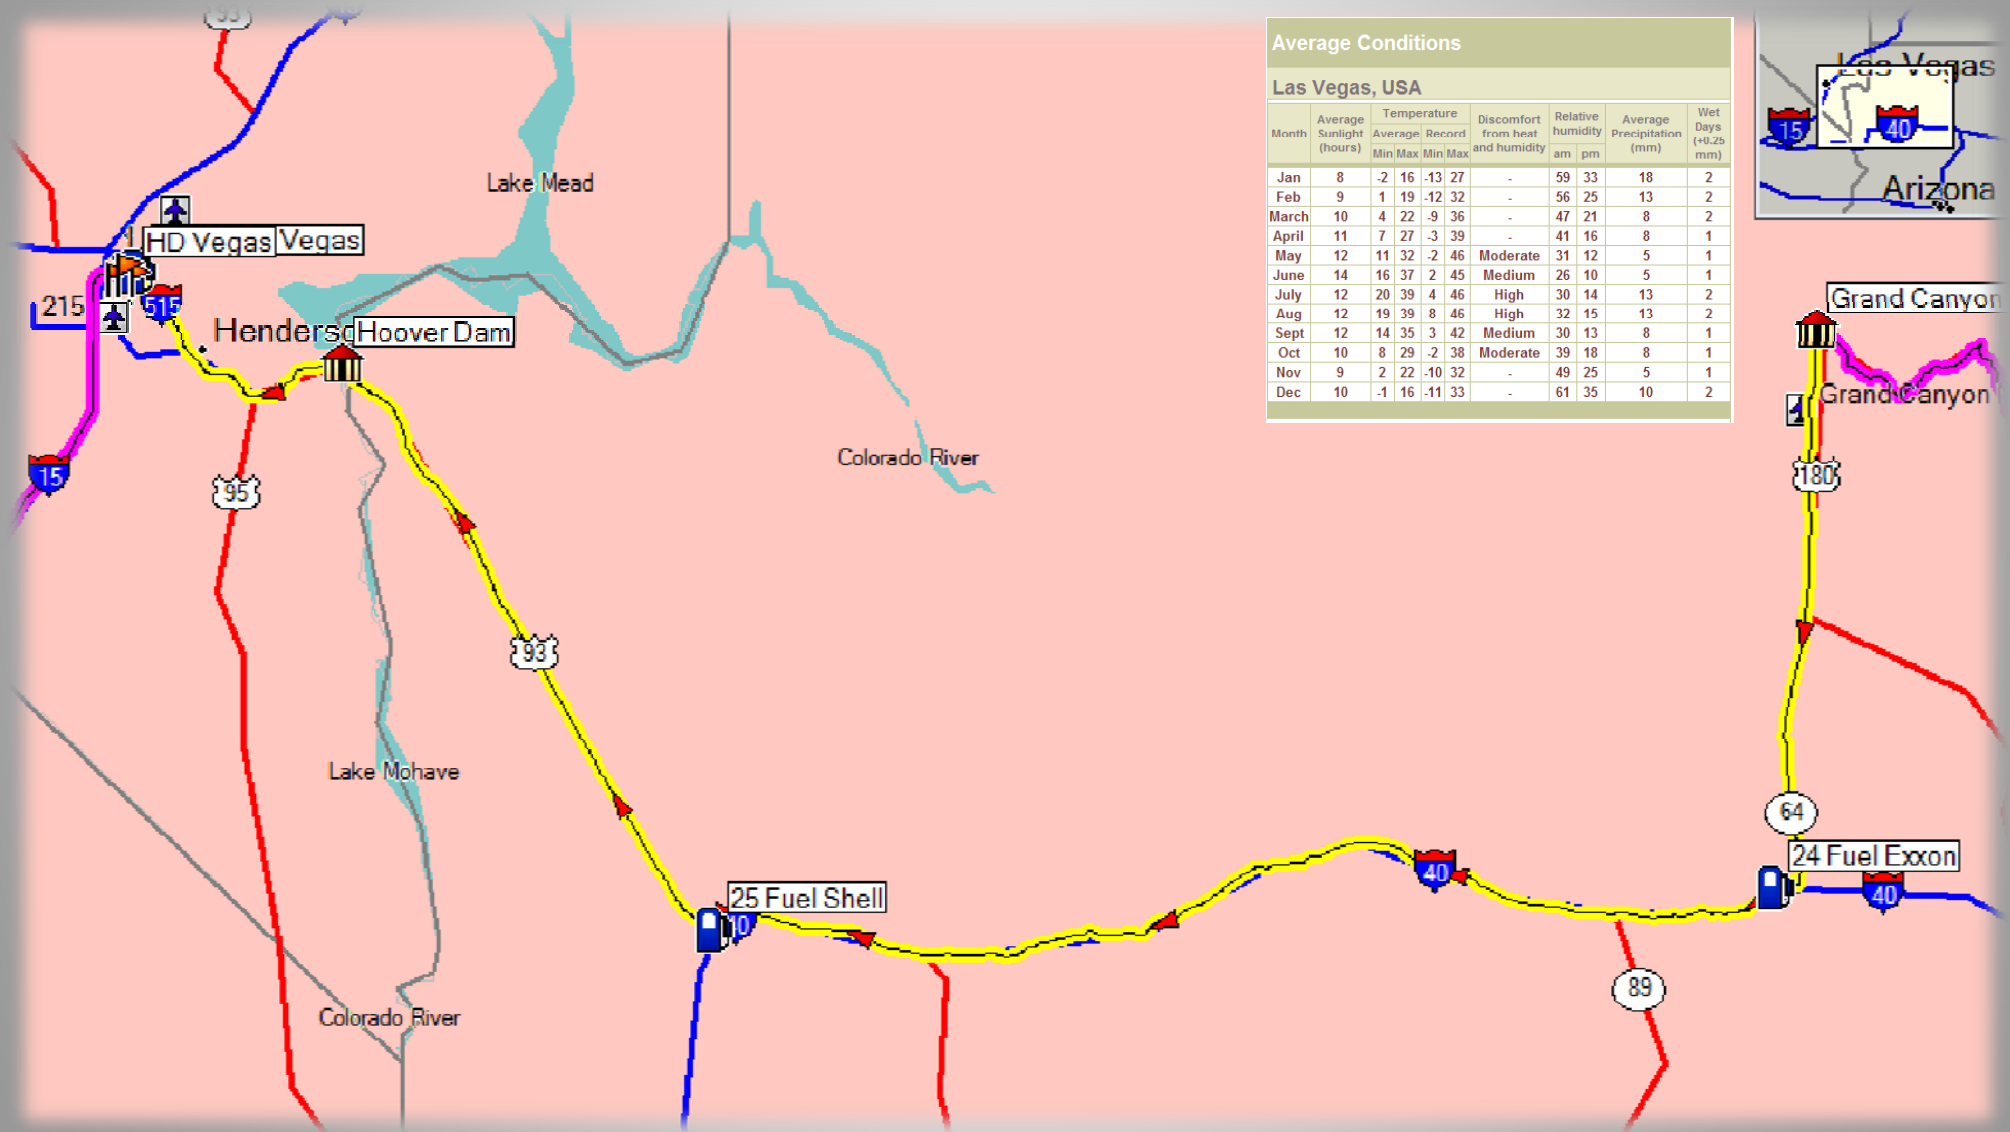 93
Average Conditions
Las Vegas, USA
Month Average Sunlight (hours) Temperature Discomfort from heat and humidity Relative humidity Average Precipitation (mm) Wet Days (+0.25 mm)
Average Record
Min Max Min Max am pm
Jan 8 -2 16 -13 27 - 59 33 18 2
Feb 9 1 19 -12 32 - 56 25 13 2
March 10 4 22 -9 36 - 47 21 8 2
April 11 7 27 -3 39 - 41 16 8 1
May 12 11 32 -2 46 Moderate 31 12 5 1
June 14 16 37 2 45 Medium 26 10 5 1
July 12 20 39 4 46 High 30 14 13 2
Aug 12 19 39 8 46 High 32 15 13 2
Sept 12 14 35 3 42 Medium 30 13 8 1
Oct 10 8 29 -2 38 Moderate 39 18 8 1
Nov 9 2 22 -10 32 - 49 25 5 1
Dec 10 -1 16 -11 33 - 61 35 10 2
Las Vegas
15
40
Arizona
Lake Mead
HD Vegas
Vegas
215
515
Henderso
Hoover Dam
Grand Canyon
Grand Canyon
15
95
Colorado River
180
93
Lake Mohave
64
24 Fuel Exxon
40
40
25 Fuel Shell
89
Colorado River